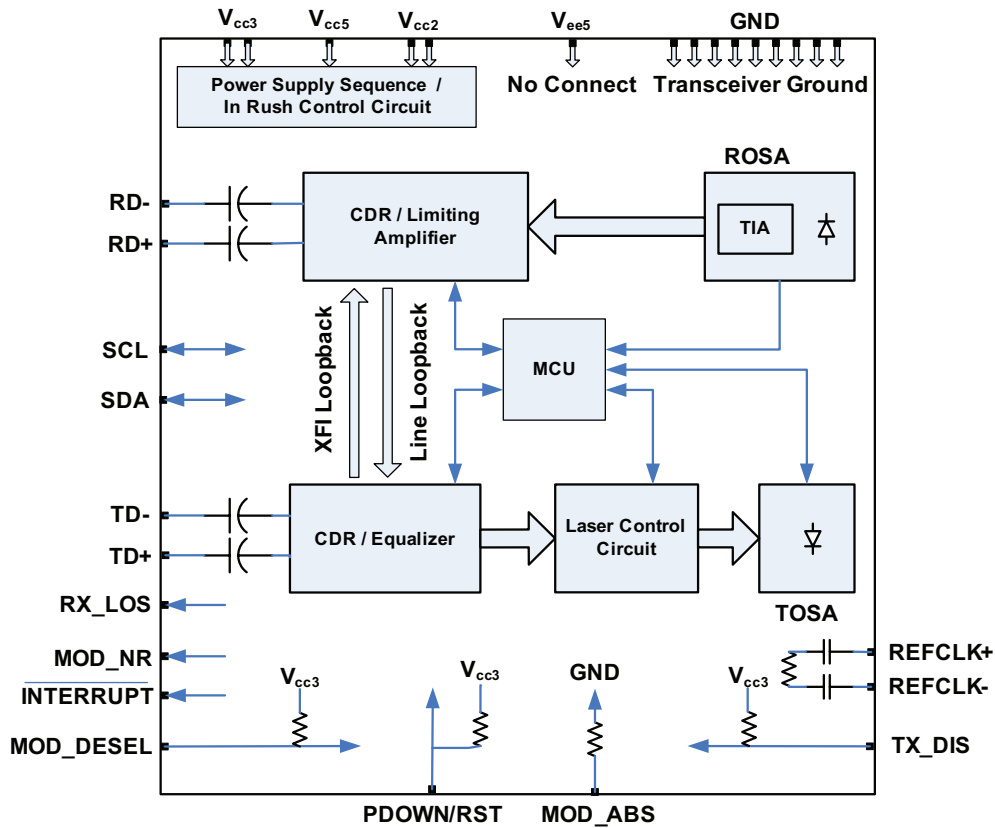 Vcc3
Vcc5
Vcc2
Vee5
GND
Power Supply Sequence /
In Rush Control Circuit
No Connect
Transceiver Ground
ROSA
RD-
RD+
CDR / Limiting
Amplifier
TIA
XFI Loopback
Line Loopback
SCL
SDA
MCU
TD-
TD+
CDR / Equalizer
Laser Control
Circuit
TOSA
RX_LOS
MOD_NR
INTERRUPT
MOD_DESEL
Vcc3
Vcc3
GND
Vcc3
REFCLK+
REFCLK-
TX_DIS
PDOWN/RST
MOD_ABS